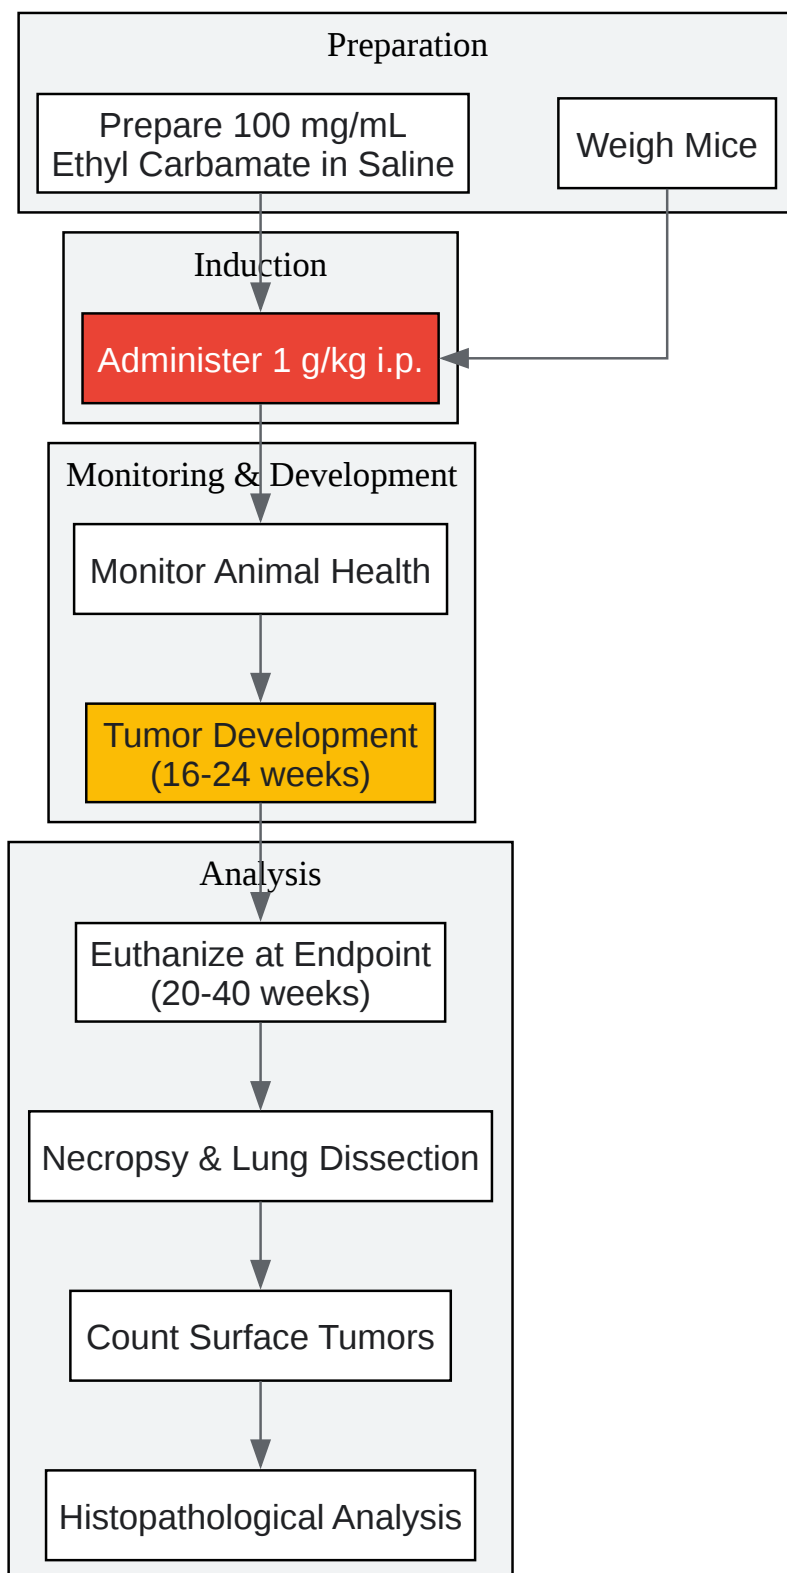 Preparation
Prepare 100 mg/mL
Ethyl Carbamate in Saline
Weigh Mice
Induction
Administer 1 g/kg i.p.
Monitoring & Development
Monitor Animal Health
Tumor Development
(16-24 weeks)
Analysis
Euthanize at Endpoint
(20-40 weeks)
Necropsy & Lung Dissection
Count Surface Tumors
Histopathological Analysis